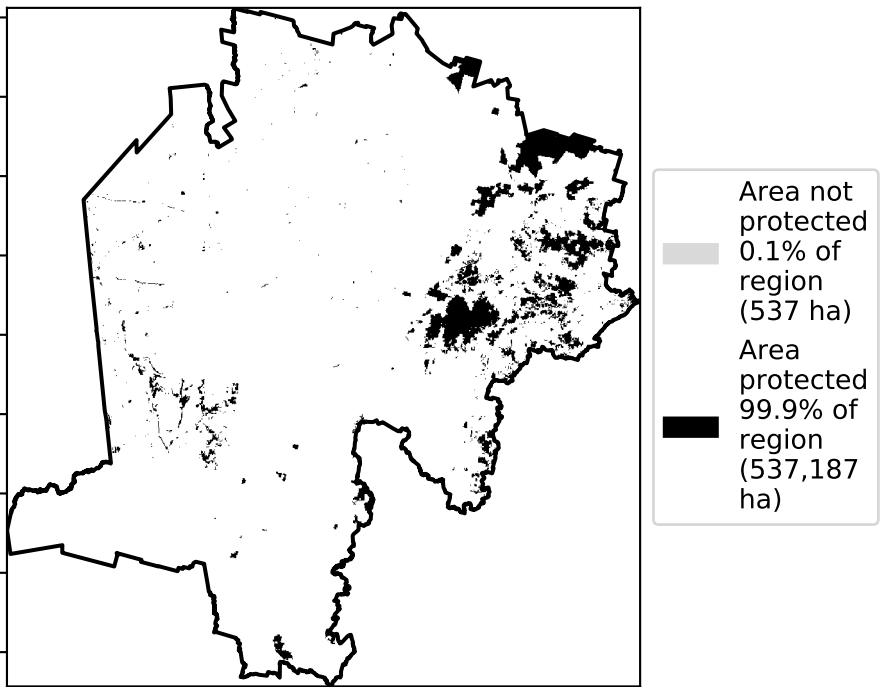 Area not
protected
0.1% of
region
(537 ha)
Area
protected
99.9% of
region
(537,187
ha)